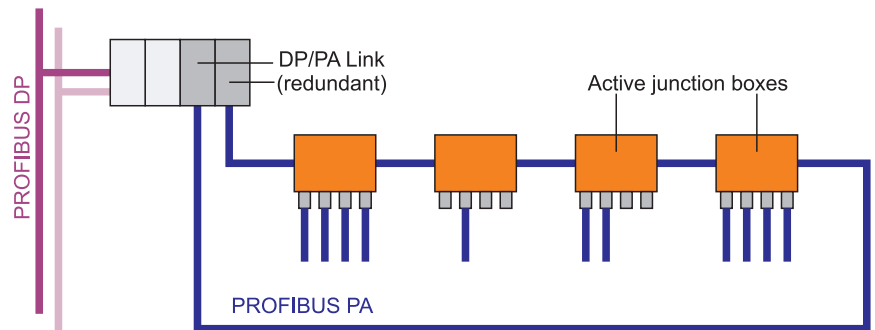 DP/PA Link
(redundant)
Active junction boxes
PROFIBUS DP
PROFIBUS PA